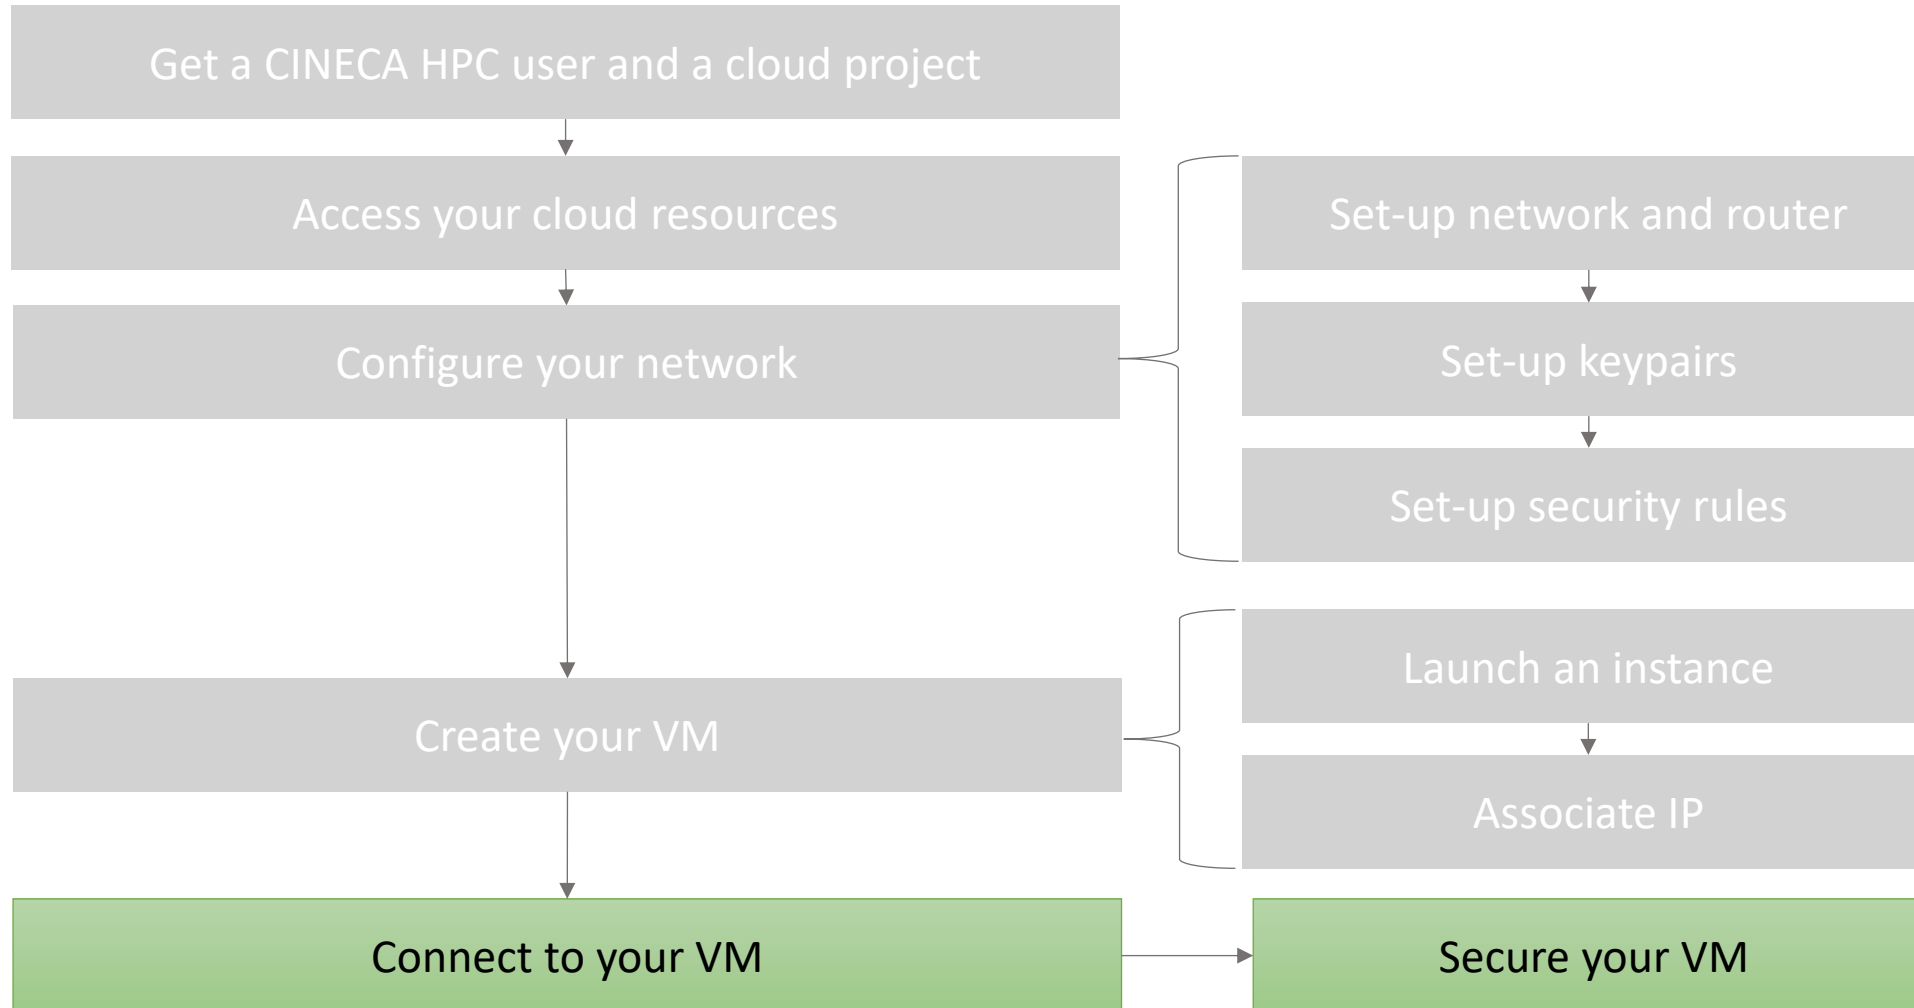 Get a CINECA HPC user and a cloud project
Access your cloud resources
Configure your network
Set-up network and router
Set-up keypairs
Set-up security rules
Create your VM
Launch an instance
Associate IP
Connect to your VM
Secure your VM